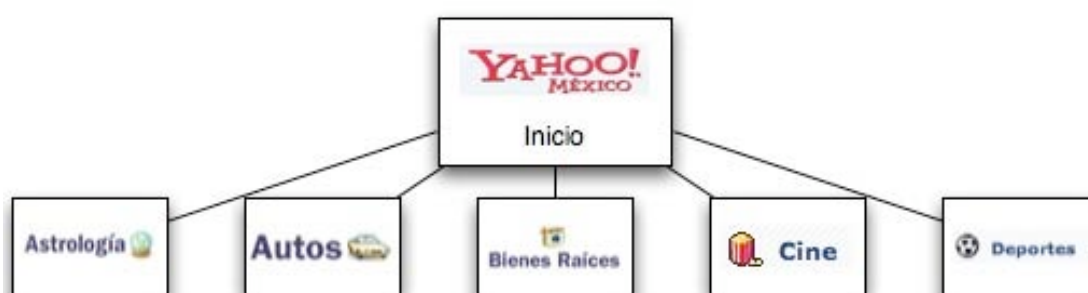 YAHOO!
MÉXICO
Inicio
Astrología
Autos
Bienes Raíces
Cine
Deportes